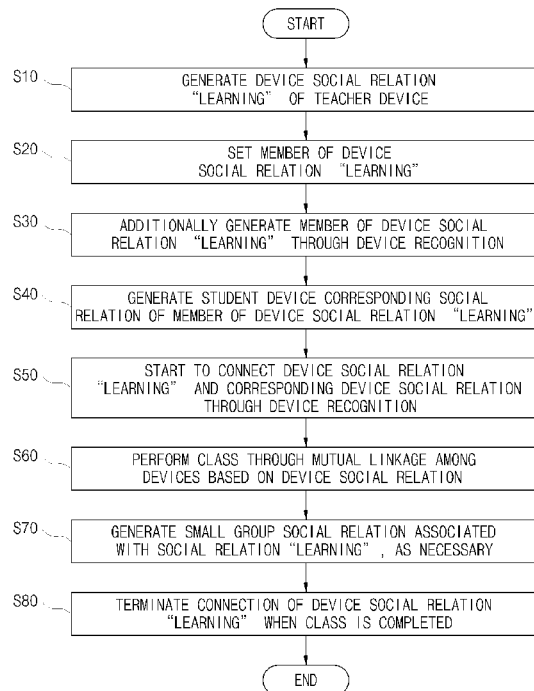 START
S10
GENERATE DEVICE SOCIAL RELATION
“LEARNING” OF TEACHER DEVICE
S20
SET MEMBER OF DEVICE
SOCIAL RELATION “LEARNING”
S30
ADDITIONALLY GENERATE MEMBER OF DEVICE SOCIAL
RELATION “LEARNING” THROUGH DEVICE RECOGNITION
S40
GENERATE STUDENT DEVICE CORRESPONDING SOCIAL
RELATION OF MEMBER OF DEVICE SOCIAL RELATION “LEARNING”
S50
START TO CONNECT DEVICE SOCIAL RELATION
“LEARNING” AND CORRESPONDING DEVICE SOCIAL RELATION
THROUGH DEVICE RECOGNITION
S60
PERFORM CLASS THROUGH MUTUAL LINKAGE AMONG
DEVICES BASED ON DEVICE SOCIAL RELATION
S70
GENERATE SMALL GROUP SOCIAL RELATION ASSOCIATED
WITH SOCIAL RELATION “LEARNING”, AS NECESSARY
S80
TERMINATE CONNECTION OF DEVICE SOCIAL RELATION
“LEARNING” WHEN CLASS IS COMPLETED
END